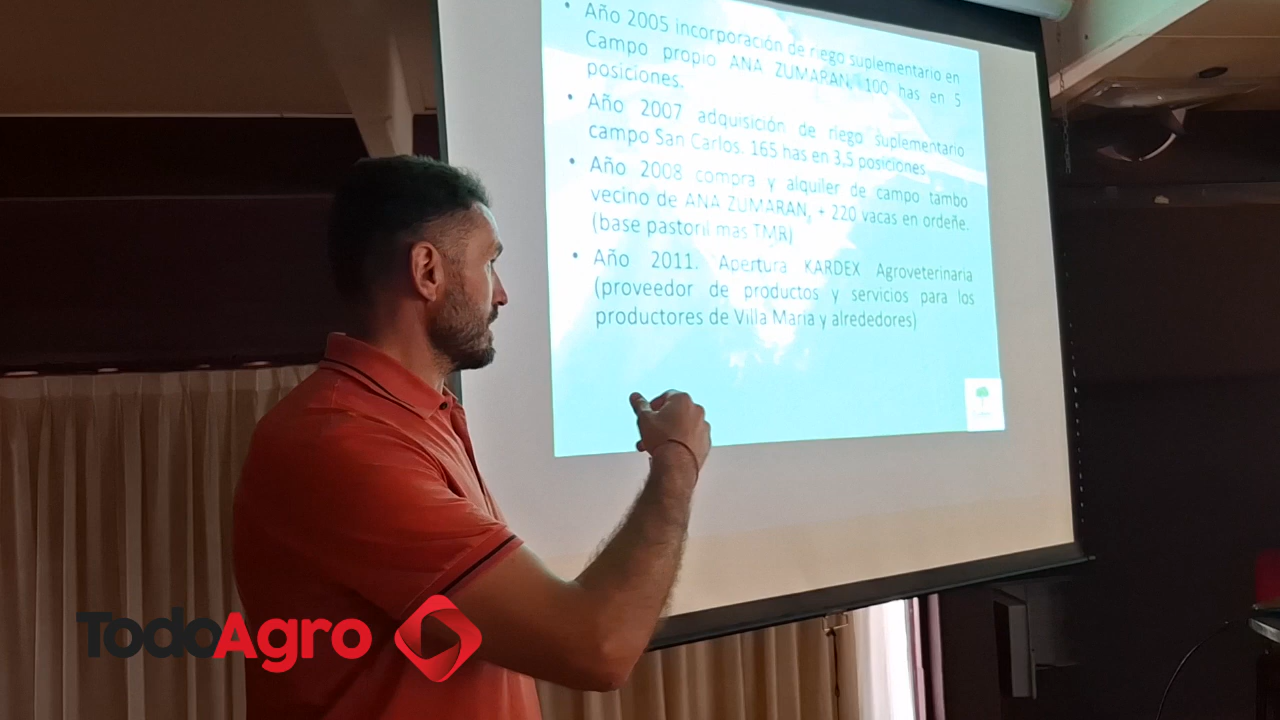 • Año 2005 incorporación de riego suplementario en
Campo propio ANA ZUMARAN, 100 has en 5
posiciones.
• Año 2007 adquisición de riego suplementario
campo San Carlos. 165 has en 3,5 posiciones
• Año 2008 compra y alquiler de campo tambo
vecino de ANA ZUMARAN, + 220 vacas en ordeñe.
(base pastoril mas TMR)
• Año 2011. Apertura KARDEX Agroveterinaria
(proveedor de productos y servicios para los
productores de Villa Maria y alrededores)
TodoAgro